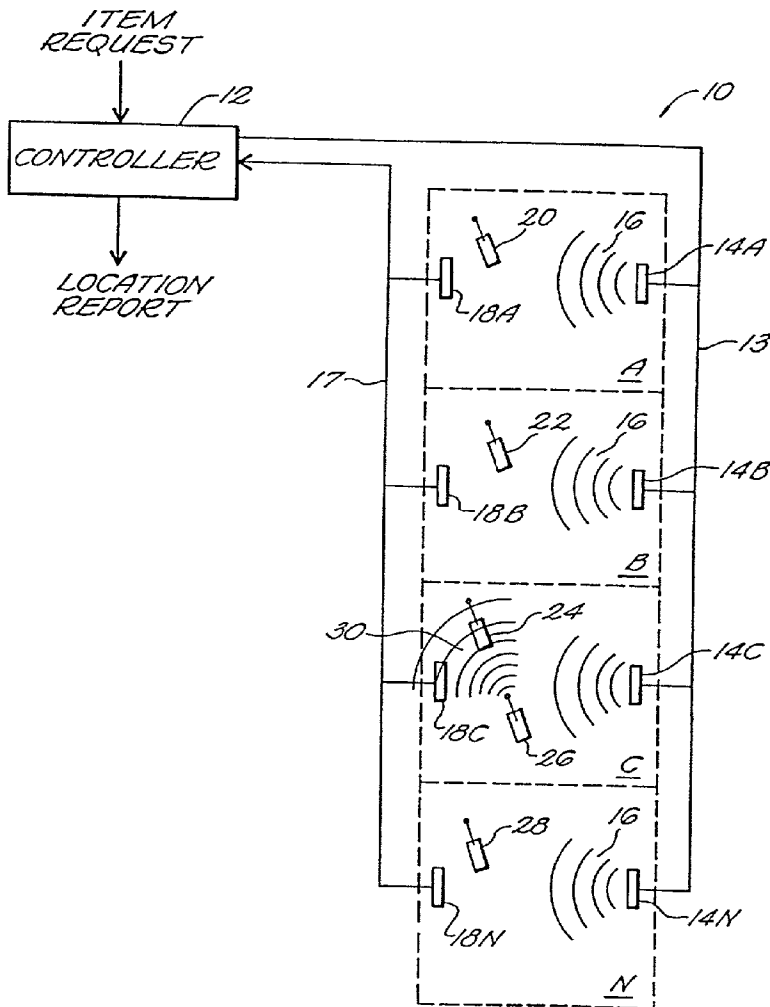 ITEM
REQUEST
12
10
CONTROLLER
20
16
14A
LOCATION
REPORT
18A
13
A
17
22
16
14B
18B
B
24
30
14C
18C
26
C
28
16
18N
14N
N